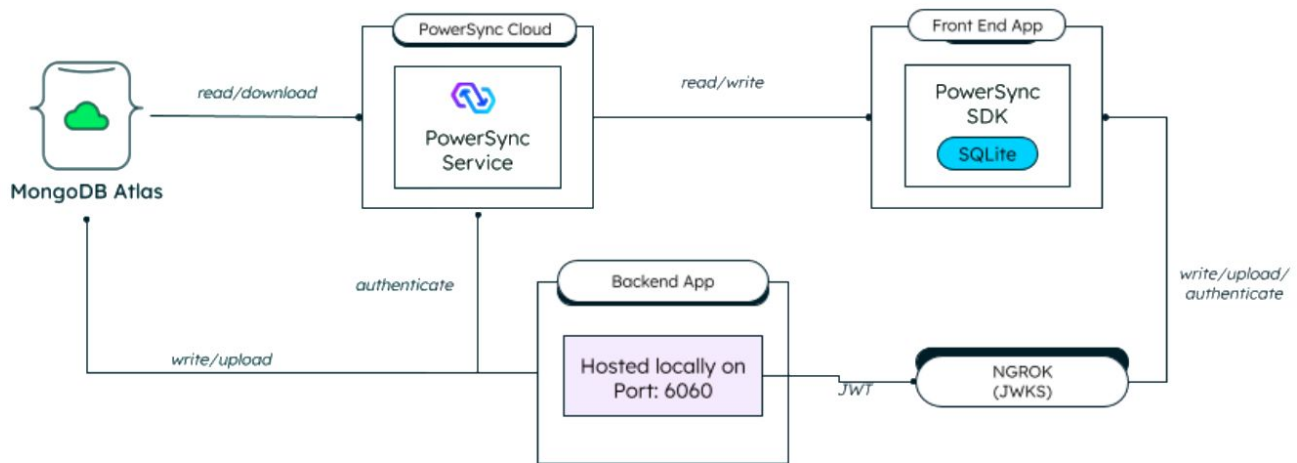 PowerSync Cloud
Front End App
read/download
PowerSync
Service
read/write
PowerSync
SDK
SQLite
MongoDB Atlas
authenticate
Backend App
write/upload/
authenticate
write/upload
Hosted locally on
Port: 6060
JWT
NGROK
(JWKS)